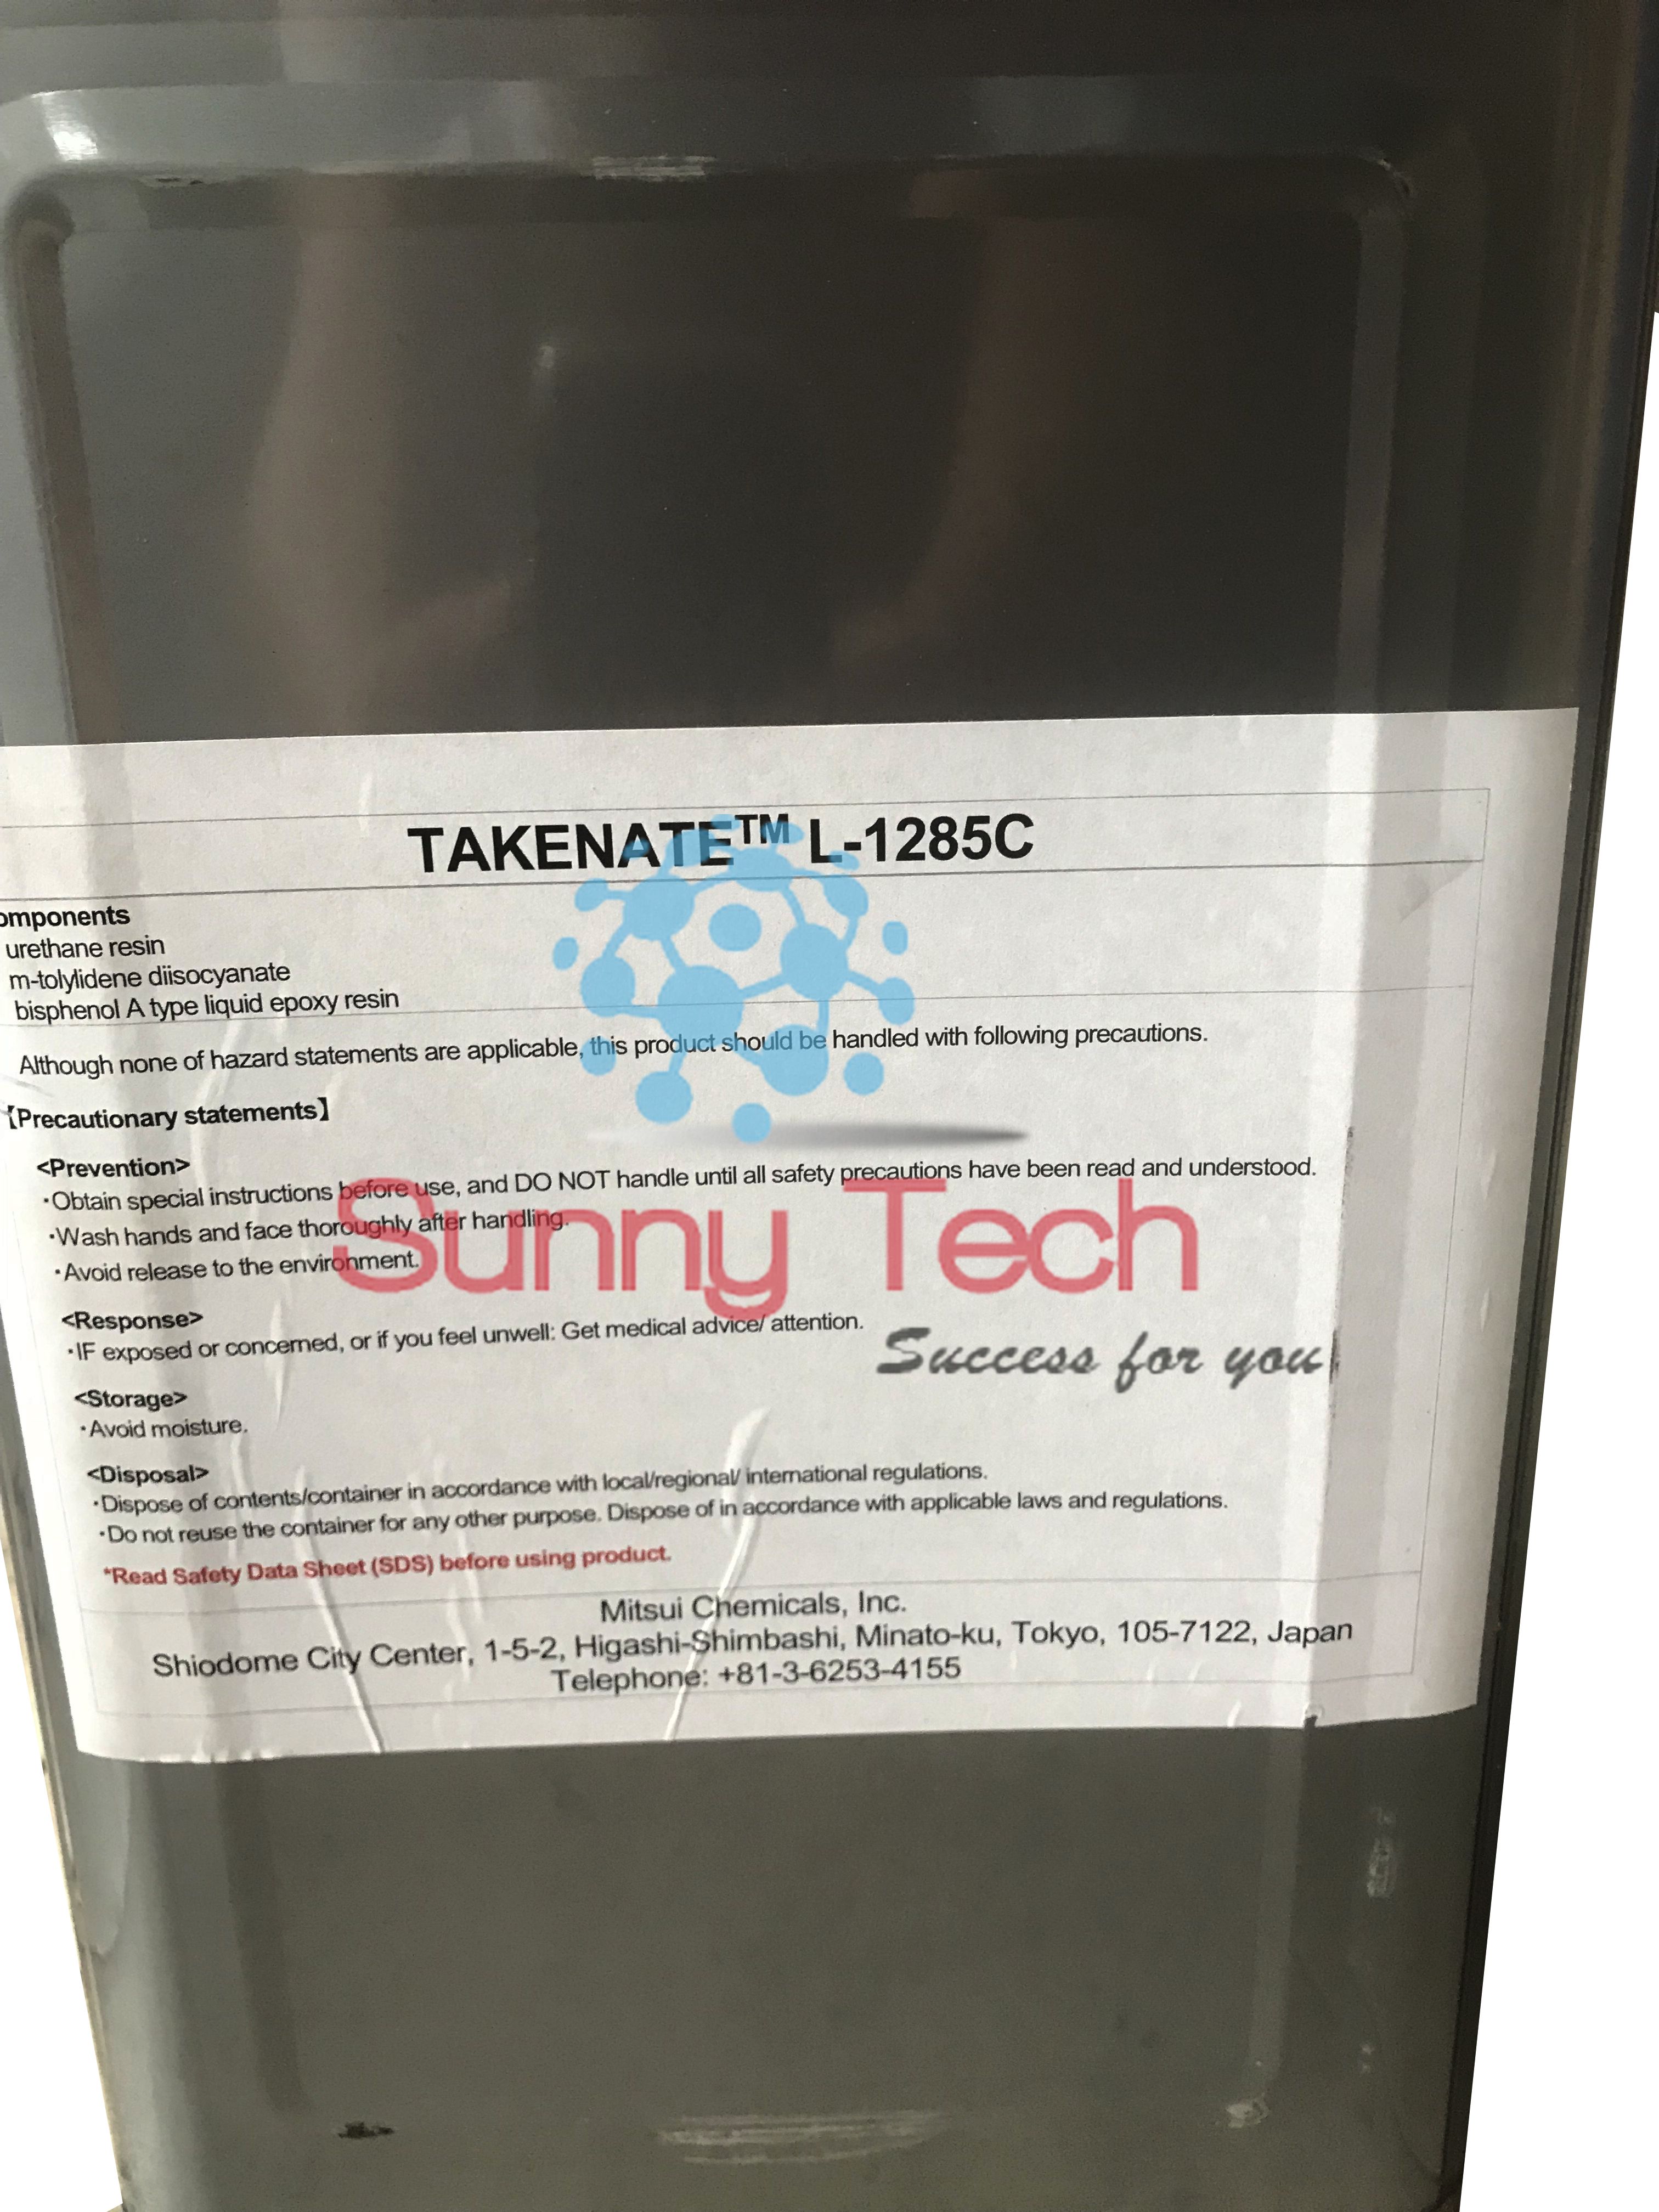 TAKENATE™ L-1285C
omponents
urethane resin
m-tolylidene diisocyanate
bisphenol A type liquid epoxy resin
Although none of hazard statements are applicable, this product should be handled with following precautions.
【Precautionary statements】
<Prevention>
・Obtain special instructions before use, and DO NOT handle until all safety precautions have been read and understood.
・Wash hands and face thoroughly after handling.
・Avoid release to the environment.
Sunny Tech
<Response>
・IF exposed or concerned, or if you feel unwell: Get medical advice/ attention.
Success for you
<Storage>
・Avoid moisture.
<Disposal>
・Dispose of contents/container in accordance with local/regional/ international regulations.
・Do not reuse the container for any other purpose. Dispose of in accordance with applicable laws and regulations.
*Read Safety Data Sheet (SDS) before using product.
Mitsui Chemicals, Inc.
Shiodome City Center, 1-5-2, Higashi-Shimbashi, Minato-ku, Tokyo, 105-7122, Japan
Telephone: +81-3-6253-4155